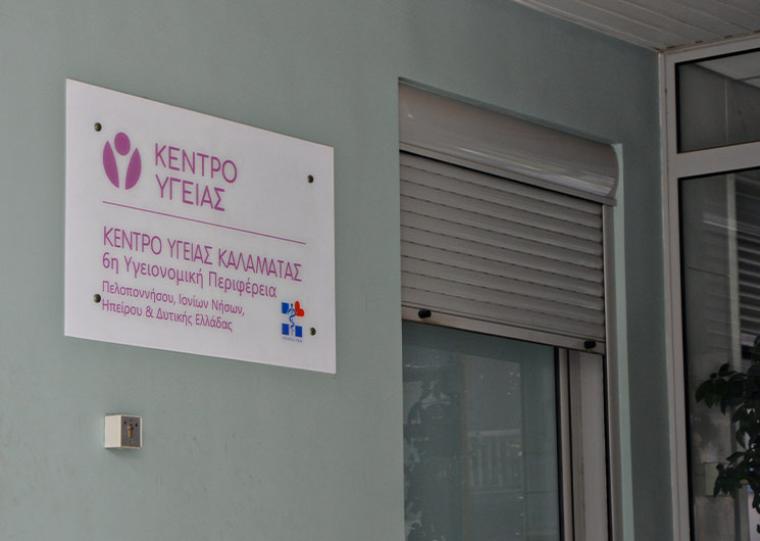 ΚΕΝΤΡΟ
ΥΓΕΙΑΣ
ΚΕΝΤΡΟ ΥΓΕΙΑΣ ΚΑΛΑΜΑΤΑΣ
6η Υγειονομική Περιφέρεια
Πελοποννήσου, Ιονίων Νήσων,
Ηπείρου & Δυτικής Ελλάδας